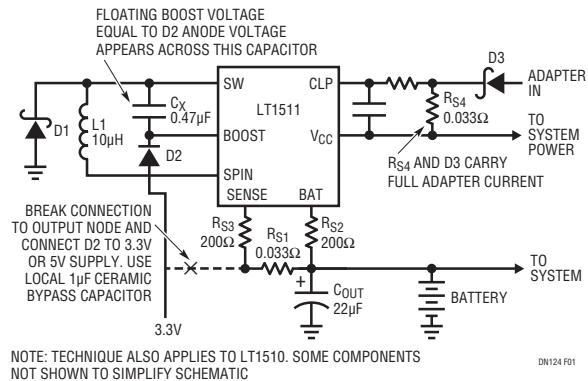 FLOATING BOOST VOLTAGE
EQUAL TO D2 ANODE VOLTAGE
APPEARS ACROSS THIS CAPACITOR
D3
SW
CLP
ADAPTER
IN
CX
0.47µF
LT1511
RS4
0.033Ω
TO
SYSTEM
POWER
D1
L1
10µH
BOOST
VCC
D2
SPIN
RS4 AND D3 CARRY
FULL ADAPTER CURRENT
SENSE
BAT
BREAK CONNECTION
TO OUTPUT NODE AND
CONNECT D2 TO 3.3V
OR 5V SUPPLY. USE
LOCAL 1µF CERAMIC
BYPASS CAPACITOR
RS3
200Ω
RS1
0.033Ω
RS2
200Ω
TO
SYSTEM
+
COUT
22µF
BATTERY
3.3V
NOTE: TECHNIQUE ALSO APPLIES TO LT1510. SOME COMPONENTS
NOT SHOWN TO SIMPLIFY SCHEMATIC
DN124 F01